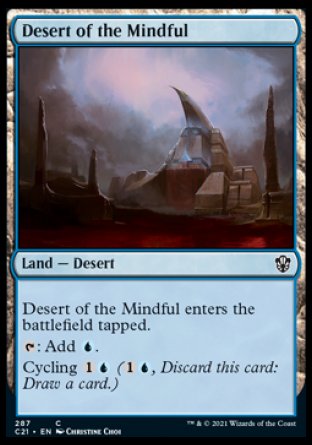 Desert of the Mindful
Land — Desert
Desert of the Mindful enters the
battlefield tapped.
: Add .
Cycling 1 (1 , Discard this card:
Draw a card.)
287 C
C21 • EN Christine Choi
™ & © 2021 Wizards of the Coast